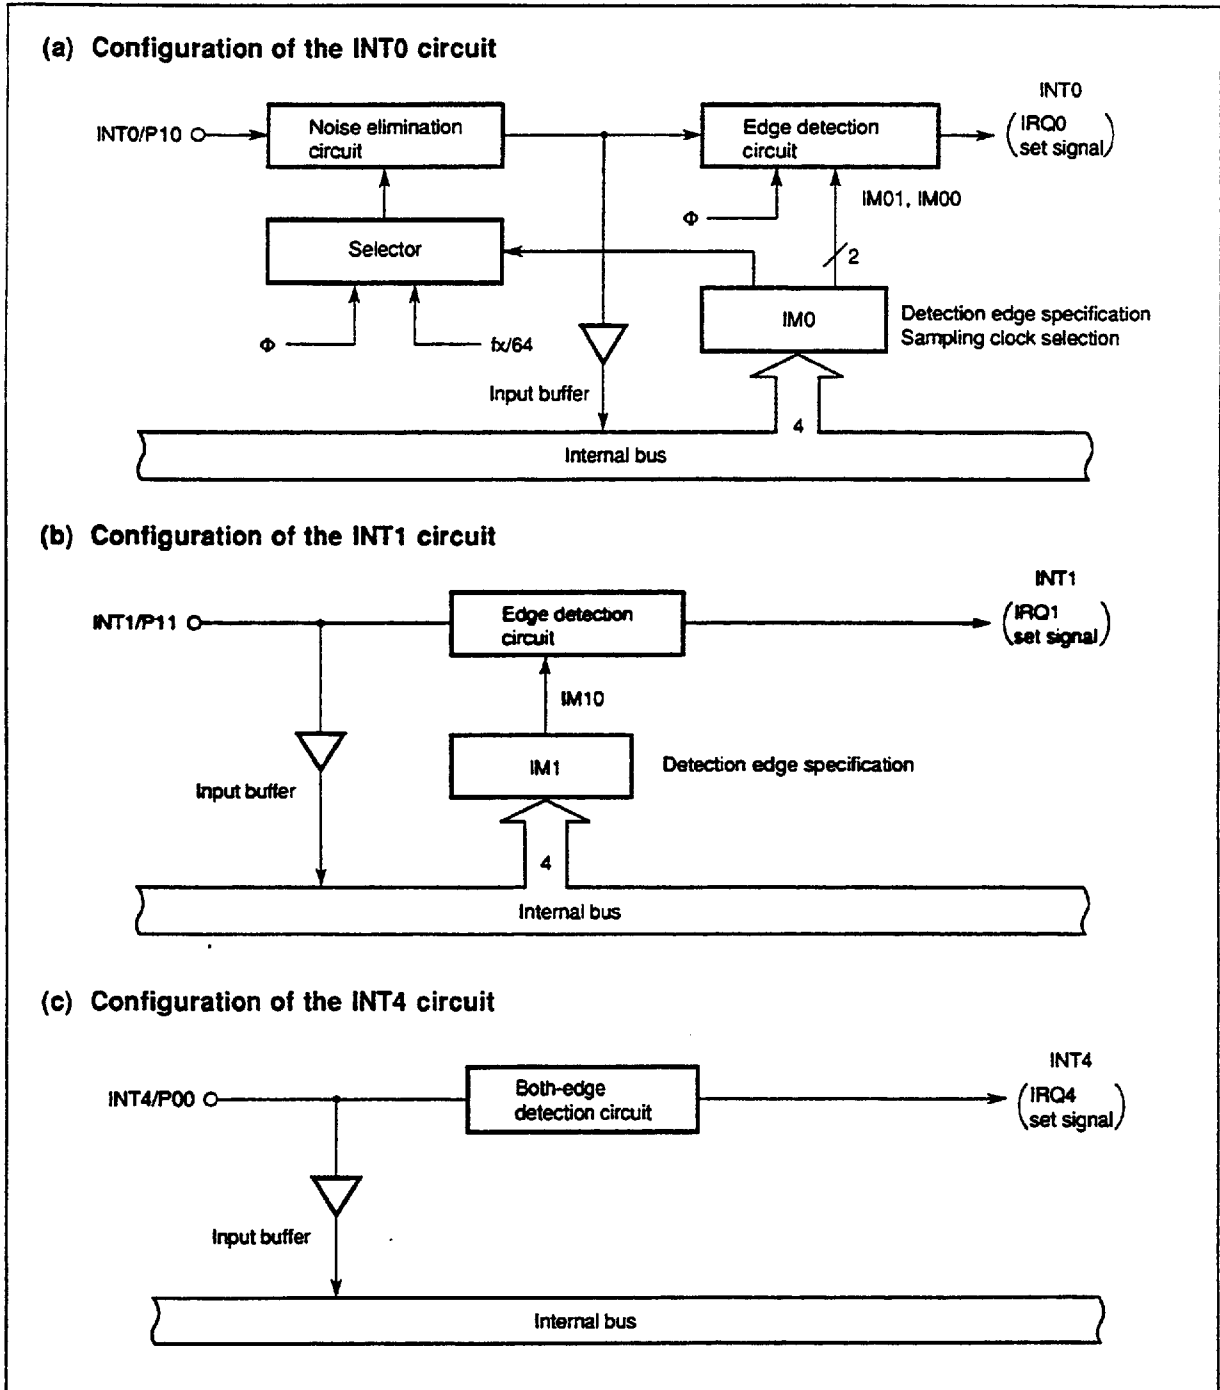 (a) Configuration of the INT0 circuit
INT0/P10
Noise elimination
circuit
Edge detection
circuit
INT0
(IRQ0
set signal)
Φ
IM01, IM00
Selector
2
IM0
Detection edge specification
Sampling clock selection
Φ
fx/64
Input buffer
4
Internal bus
(b) Configuration of the INT1 circuit
INT1/P11
Edge detection
circuit
INT1
(IRQ1
set signal)
IM10
IM1
Detection edge specification
Input buffer
4
Internal bus
(c) Configuration of the INT4 circuit
INT4/P00
Both-edge
detection circuit
INT4
(IRQ4
set signal)
Input buffer
Internal bus